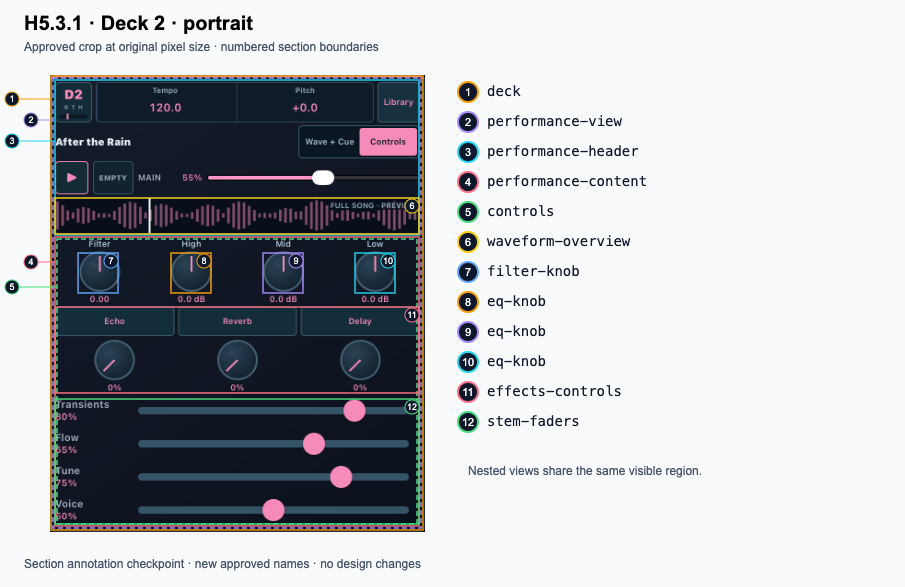 H5.3.1 · Deck 2 · portrait
Approved crop at original pixel size · numbered section boundaries
D2
BTH
Tempo
120.0
Pitch
+0.0
Library
After the Rain
Wave + Cue
Controls
EMPTY
MAIN
55%
FULL SONG · PREVI
6
Filter
High
Mid
Low
7
8
9
10
0.00
0.0 dB
0.0 dB
0.0 dB
Echo
Reverb
Delay
11
0%
0%
0%
Transients
80%
12
Flow
65%
Tune
75%
Voice
50%
1
2
3
4
5
1 deck
2 performance-view
3 performance-header
4 performance-content
5 controls
6 waveform-overview
7 filter-knob
8 eq-knob
9 eq-knob
10 eq-knob
11 effects-controls
12 stem-faders
Nested views share the same visible region.
Section annotation checkpoint · new approved names · no design changes